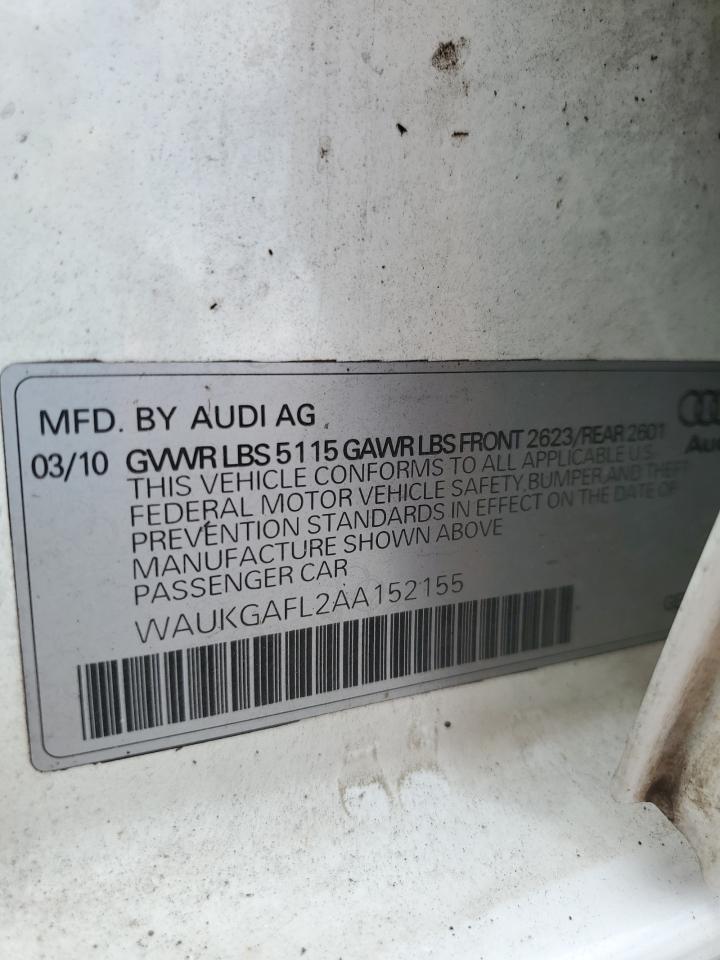 MFD. BY AUDI AG
03/10 GVWR LBS 5115 GAWR LBS FRONT 2623/REAR 2601
THIS VEHICLE CONFORMS TO ALL APPLICABLE U.S.
FEDERAL MOTOR VEHICLE SAFETY, BUMPER, AND THEFT
PREVENTION STANDARDS IN EFFECT ON THE DATE OF
MANUFACTURE SHOWN ABOVE
PASSENGER CAR
WAUKGAFL2AA152155